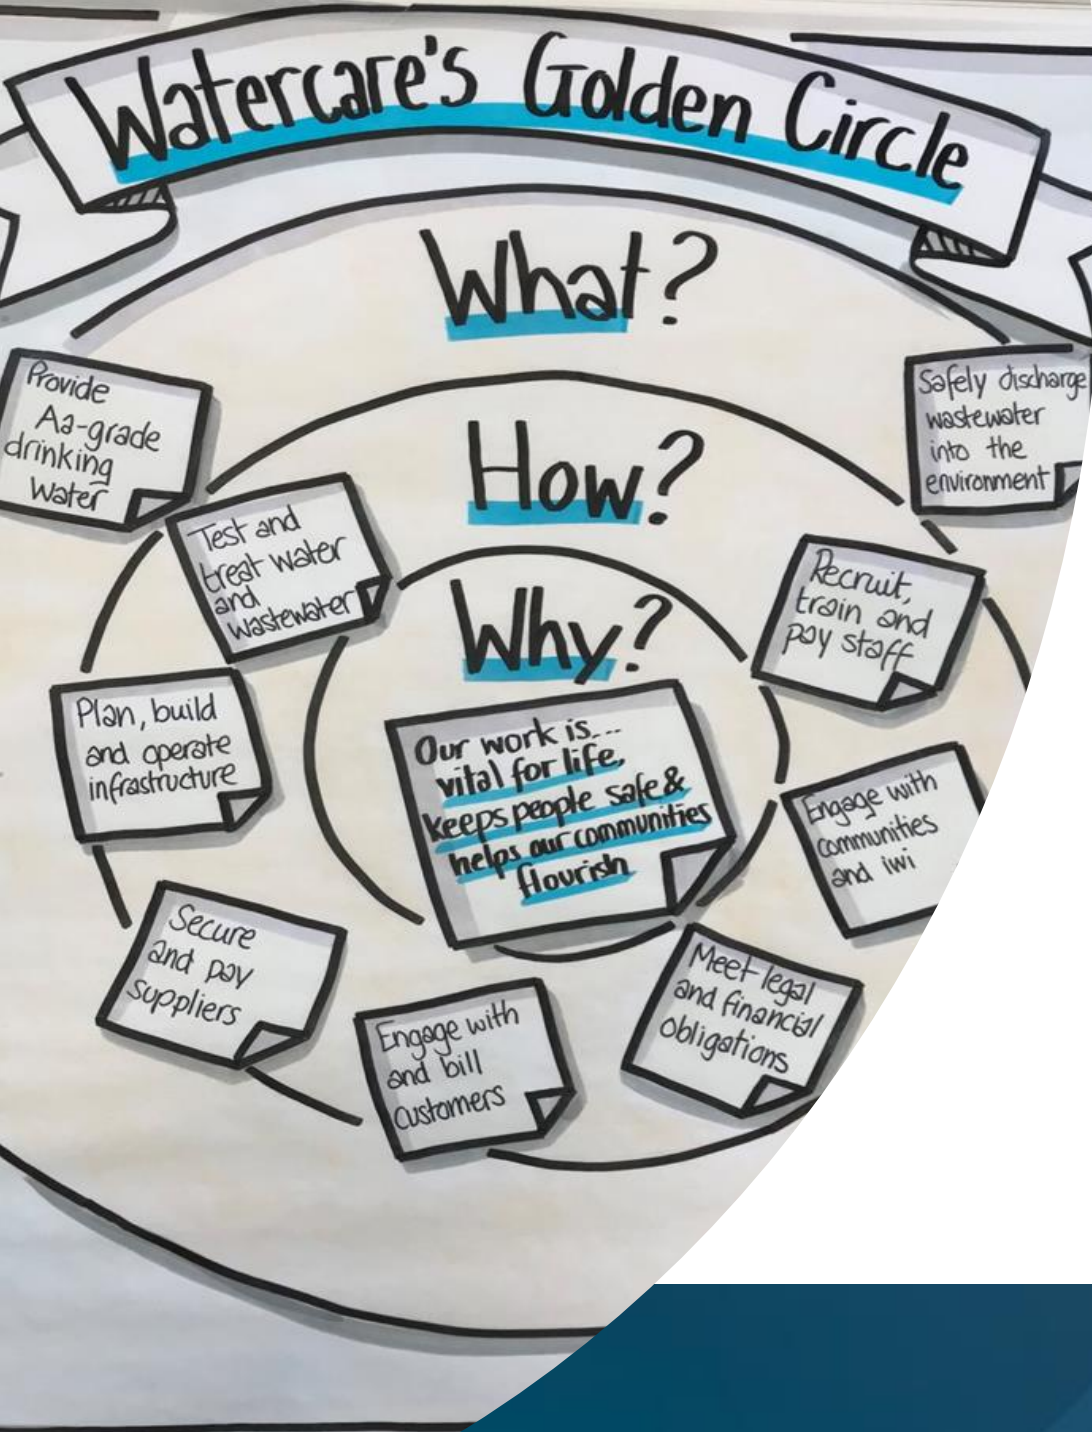 Watercare's Golden Circle
What?
Provide
Aa-grade
drinking
Water
Safely discharge
wastewater
into the
environment
How?
Test and
treat water
and
wastewater
Recruit,
train and
pay staff
Why?
Our work is....
vital for life,
keeps people safe &
helps our communities
flourish
Plan, build
and operate
infrastructure
Engage with
communities
and iwi
Secure
and pay
suppliers
Engage with
and bill
customers
Meet legal
and financial
obligations